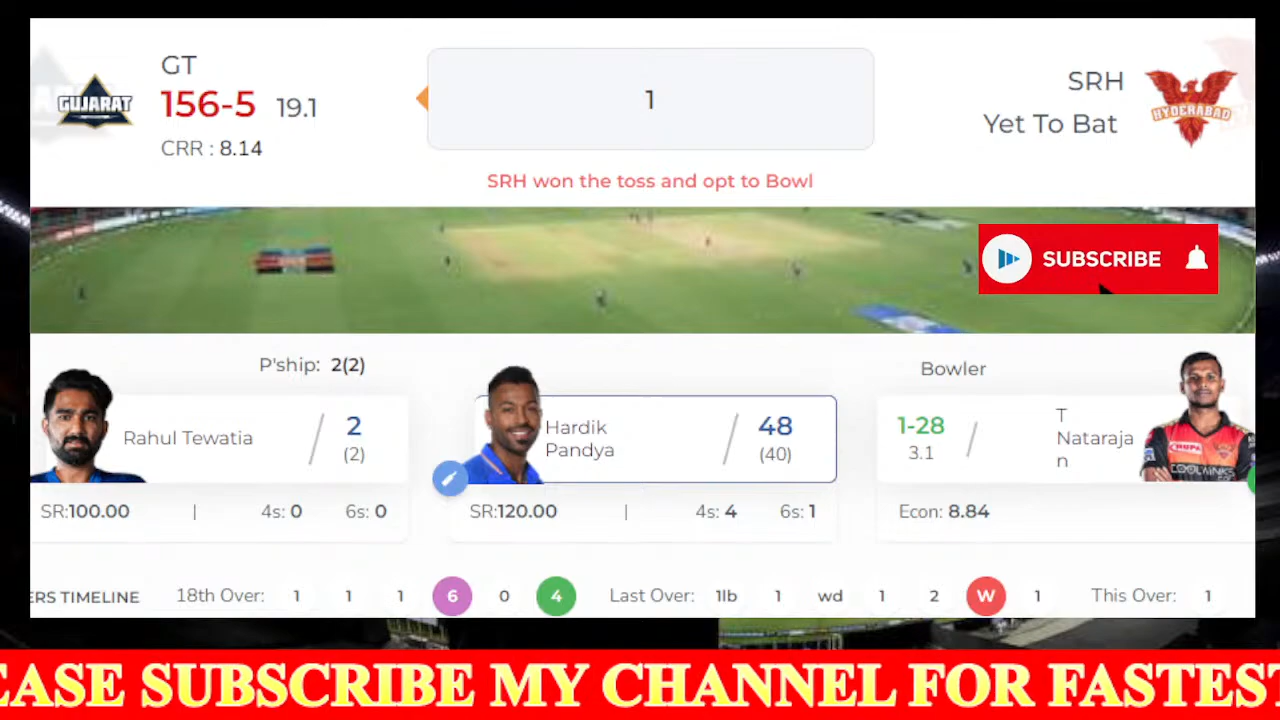 GT
156-5 19.1
CRR : 8.14
GUJARAT
1
SRH won the toss and opt to Bowl
SRH
Yet To Bat
HYDERABAD
SUBSCRIBE
P'ship: 2(2)
Rahul Tewatia
2
(2)
SR:100.00 | 4s: 0 6s: 0
Hardik
Pandya
48
(40)
SR:120.00 | 4s: 4 6s: 1
Bowler
1-28
3.1
T
Nataraja
n
CHUPA
COOLWINKS
Econ: 8.84
ERS TIMELINE 18th Over: 1 1 1 6 0 4 Last Over: 1lb 1 wd 1 2 W 1 This Over: 1
EASE SUBSCRIBE MY CHANNEL FOR FASTEST